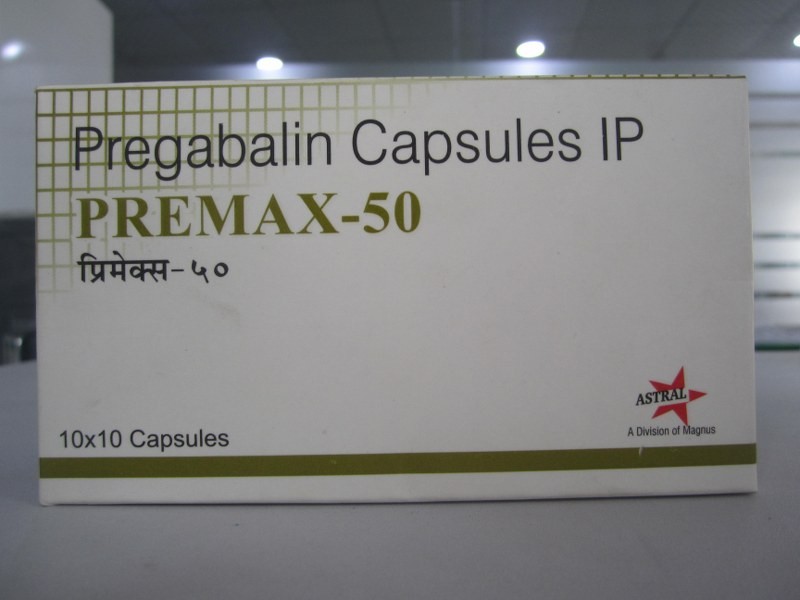 Pregabalin Capsules IP
PREMAX-50
प्रिमेक्स-५०
10x10 Capsules
ASTRAL
A Division of Magnus